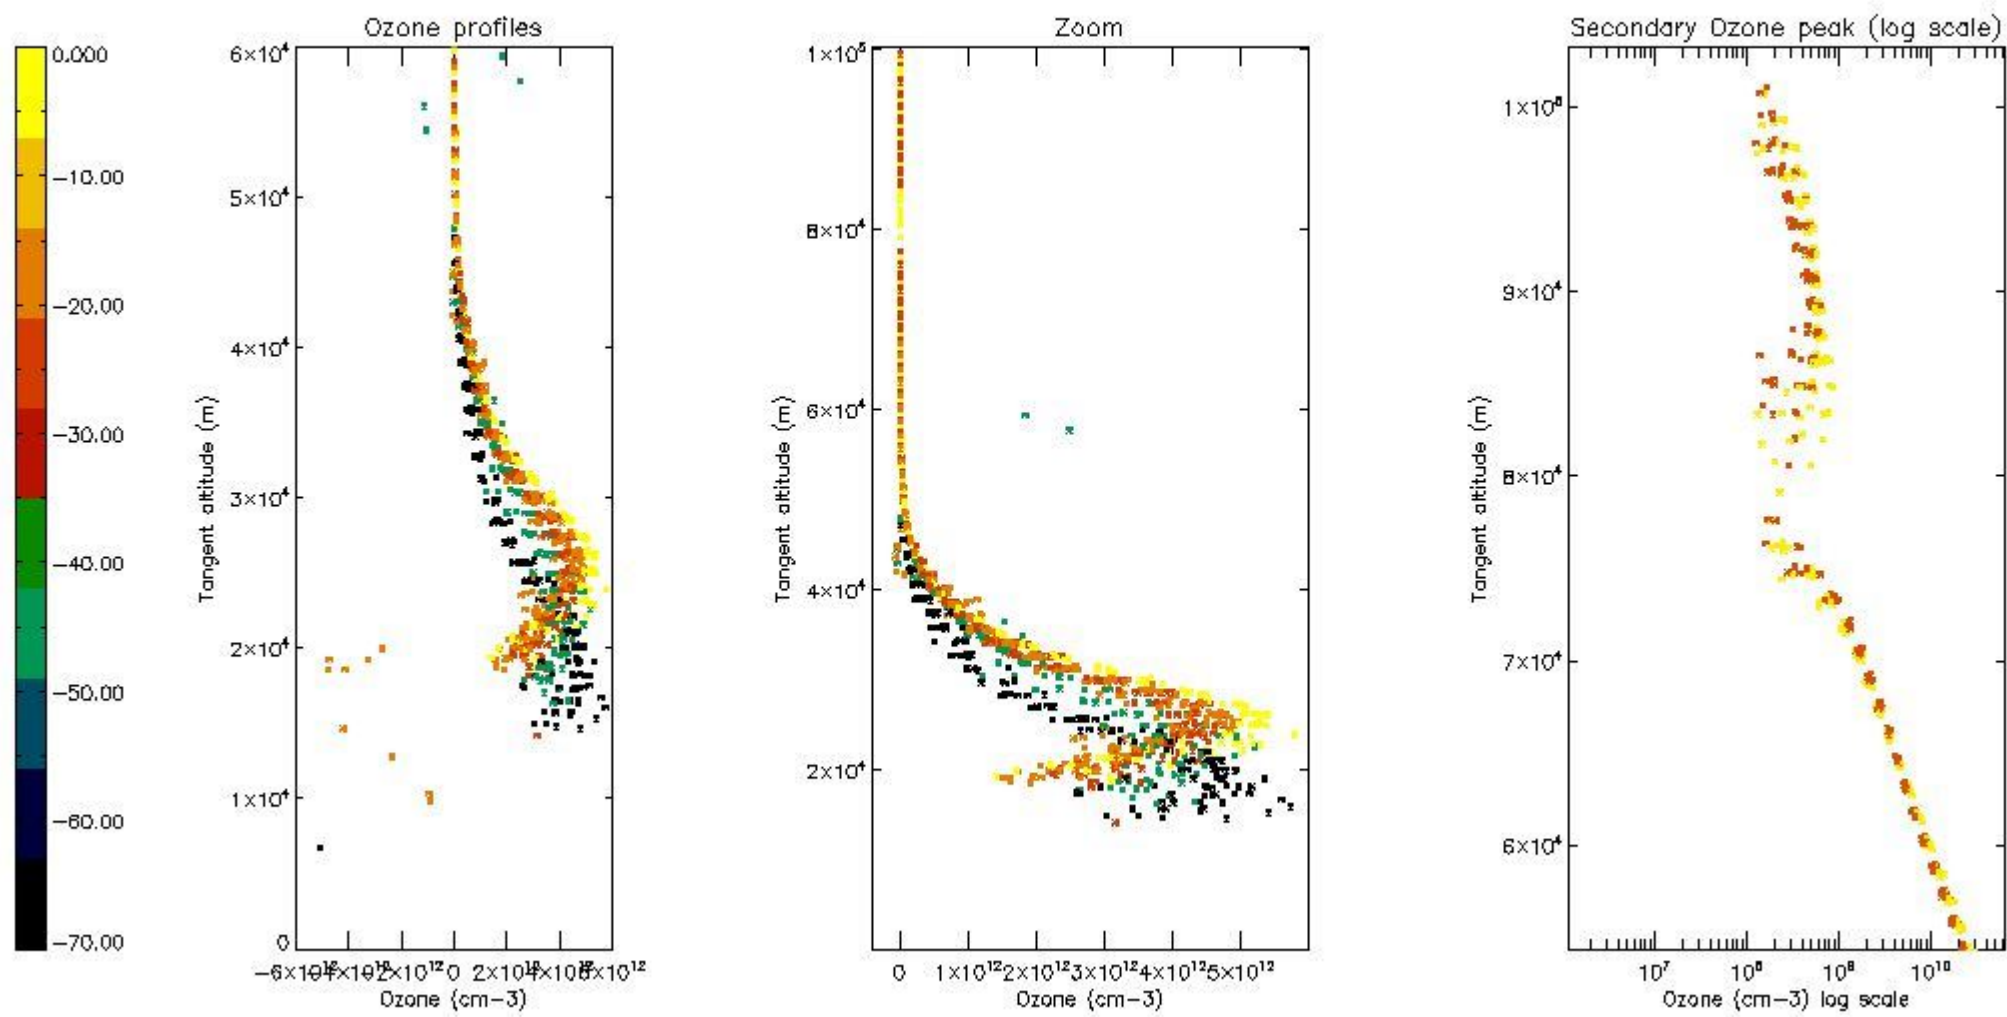 Ozone profiles
Zoom
Secondary Ozone peak (log scale)
0.000
−10.00
−20.00
−30.00
−40.00
−50.00
−60.00
−70.00
6×10⁴
5×10⁴
4×10⁴
3×10⁴
2×10⁴
1×10⁴
0
Tangent altitude (m)
0
Ozone (cm−3)
1×10⁵
8×10⁴
6×10⁴
4×10⁴
2×10⁴
Tangent altitude (m)
0 1×10¹² 2×10¹² 3×10¹² 4×10¹² 5×10¹²
Ozone (cm−3)
9×10⁴
8×10⁴
7×10⁴
6×10⁴
Tangent altitude (m)
10⁷ 10⁸ 10⁹ 10¹⁰
Ozone (cm−3) log scale